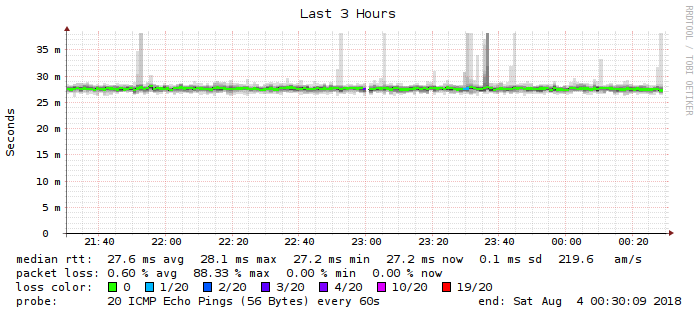 Last 3 Hours
RRDTOOL / TOBI OETIKER
Seconds
35 m
30 m
25 m
20 m
15 m
10 m
5 m
0
21:40 22:00 22:20 22:40 23:00 23:20 23:40 00:00 00:20
median rtt: 27.6 ms avg 28.1 ms max 27.2 ms min 27.2 ms now 0.1 ms sd 219.6 am/s
packet loss: 0.60 % avg 88.33 % max 0.00 % min 0.00 % now
loss color: 0 1/20 2/20 3/20 4/20 10/20 19/20
probe: 20 ICMP Echo Pings (56 Bytes) every 60s end: Sat Aug 4 00:30:09 2018